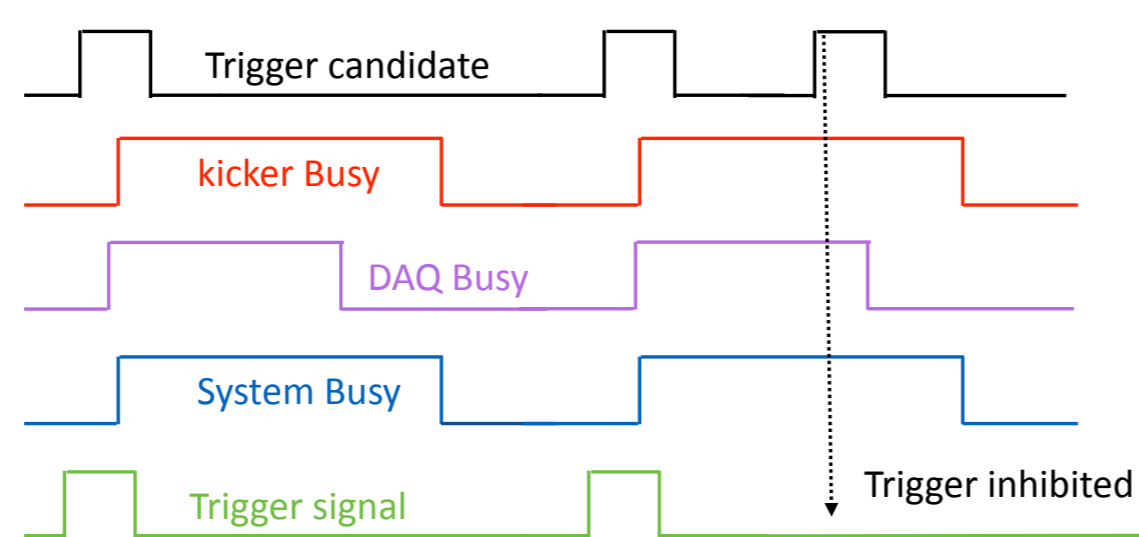 Trigger candidate
kicker Busy
DAQ Busy
System Busy
Trigger inhibited
Trigger signal